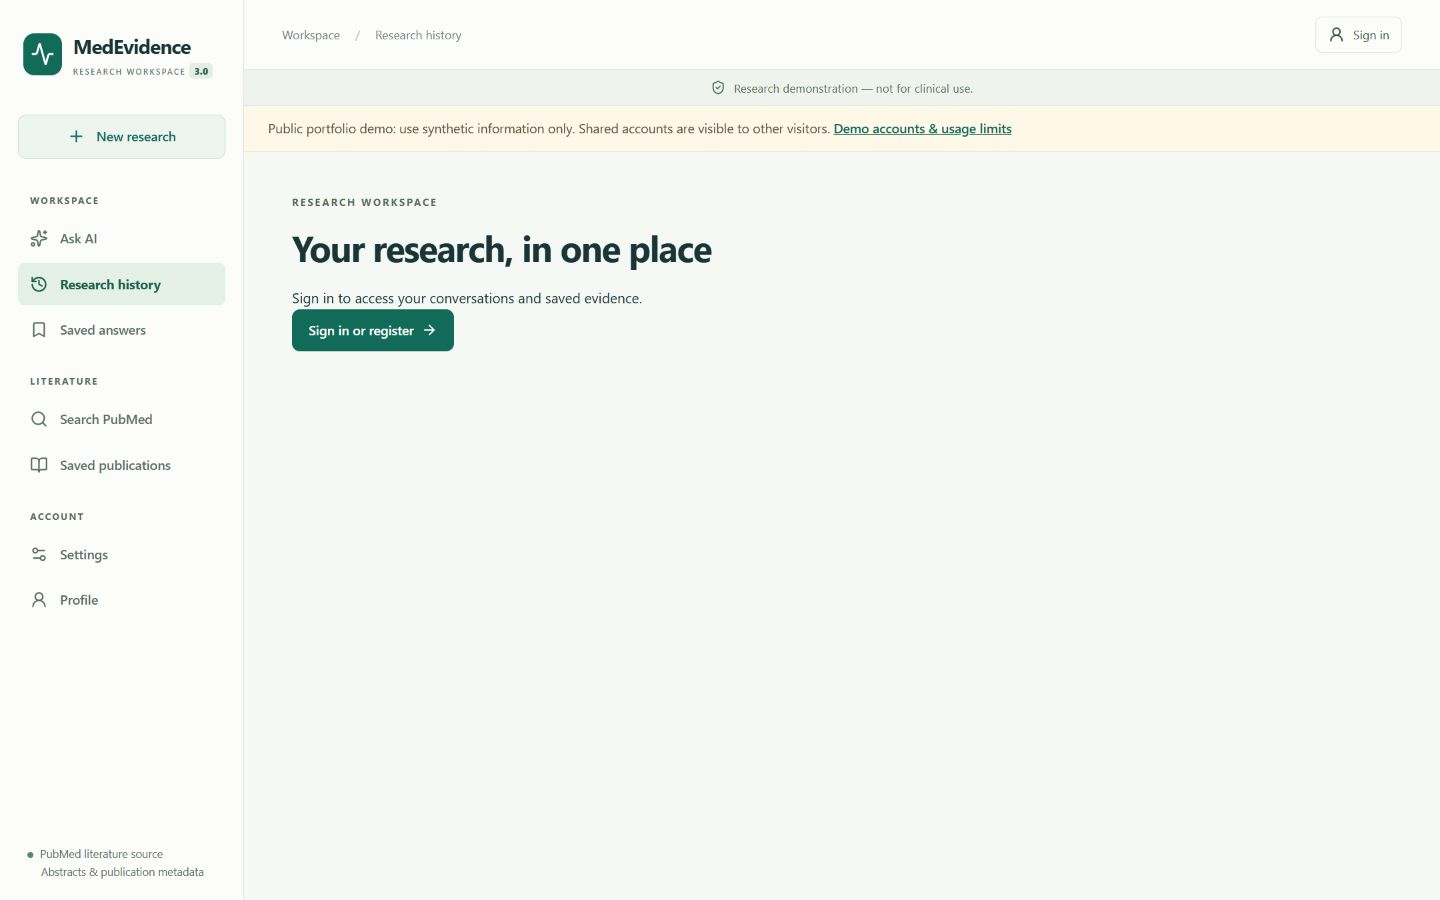 MedEvidence
RESEARCH WORKSPACE 3.0
New research
WORKSPACE
Ask AI
Research history
Saved answers
LITERATURE
Search PubMed
Saved publications
ACCOUNT
Settings
Profile
PubMed literature source
Abstracts & publication metadata
Workspace / Research history
Sign in
Research demonstration — not for clinical use.
Public portfolio demo: use synthetic information only. Shared accounts are visible to other visitors. Demo accounts & usage limits
RESEARCH WORKSPACE
Your research, in one place
Sign in to access your conversations and saved evidence.
Sign in or register